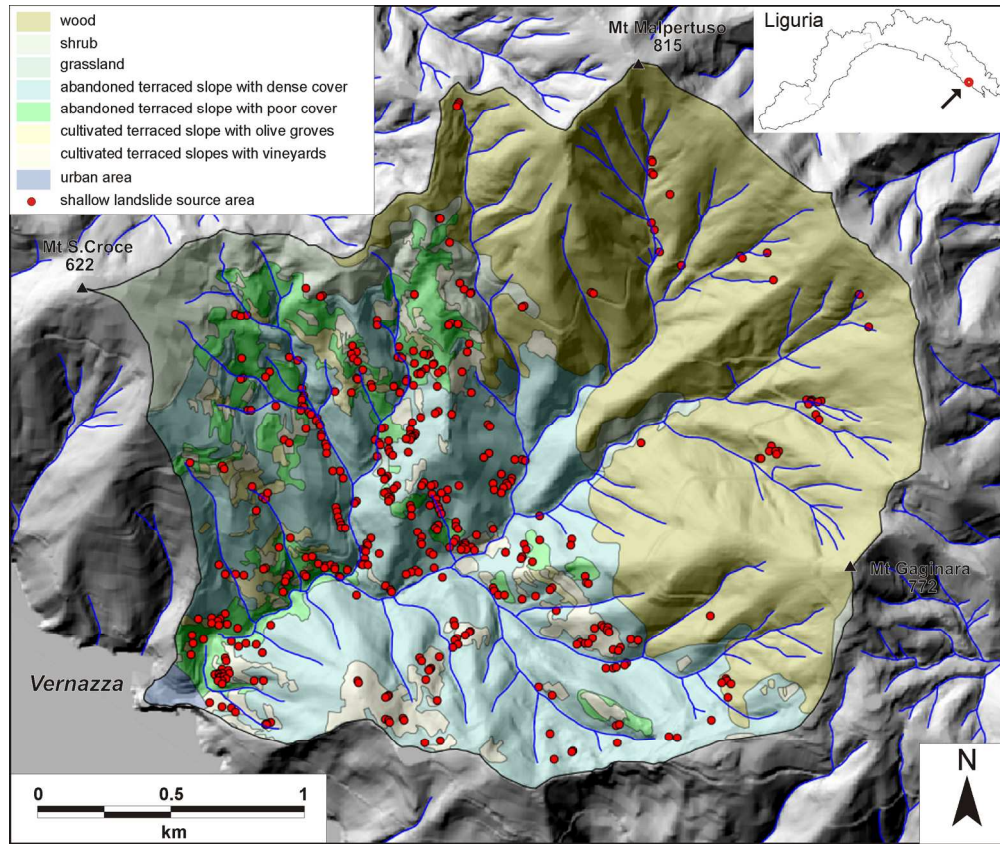 wood
shrub
grassland
abandoned terraced slope with dense cover
abandoned terraced slope with poor cover
cultivated terraced slope with olive groves
cultivated terraced slopes with vineyards
urban area
shallow landslide source area
Mt Malpertuso
815
Liguria
Mt S.Croce
622
Mt Gaginara
772
Vernazza
0 0.5 1
km
N